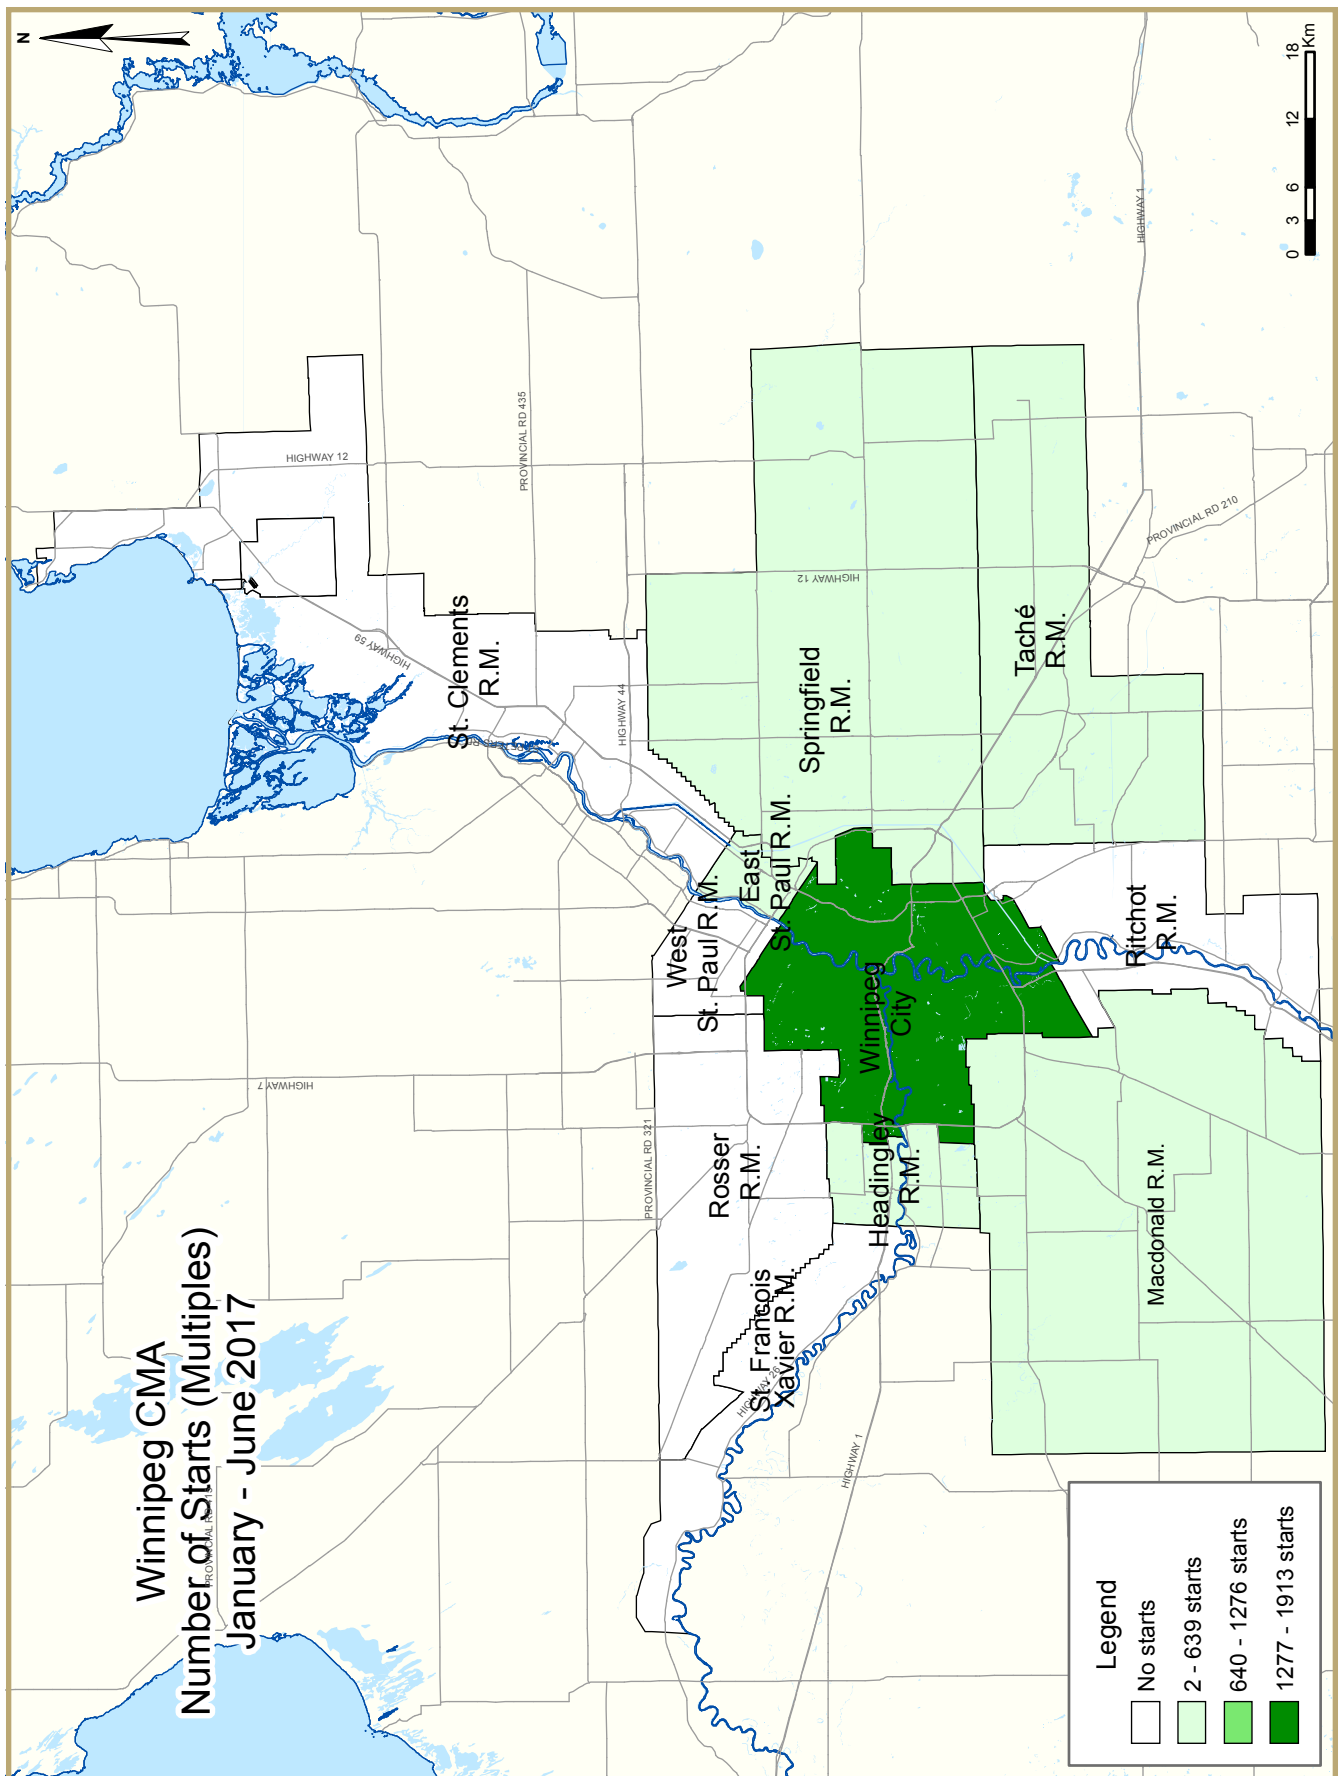 Winnipeg CMA
Number of Starts (Multiples)
January - June 2017
N
HIGHWAY 12
PROVINCIAL RD 435
HIGHWAY 59
St. Clements
R.M.
HIGHWAY 44
HIGHWAY 7
PROVINCIAL RD 321
HIGHWAY 12
Springfield
R.M.
East
St. Paul R.M.
West
St. Paul R.M.
Rosser
R.M.
St. Francois
Xavier R.M.
HIGHWAY 26
HIGHWAY 1
Winnipeg
City
Headingley
R.M.
Taché
R.M.
Ritchot
R.M.
Macdonald R.M.
HIGHWAY 1
PROVINCIAL RD 210
Legend
No starts
2 - 639 starts
640 - 1276 starts
1277 - 1913 starts
0 3 6 12 18
Km